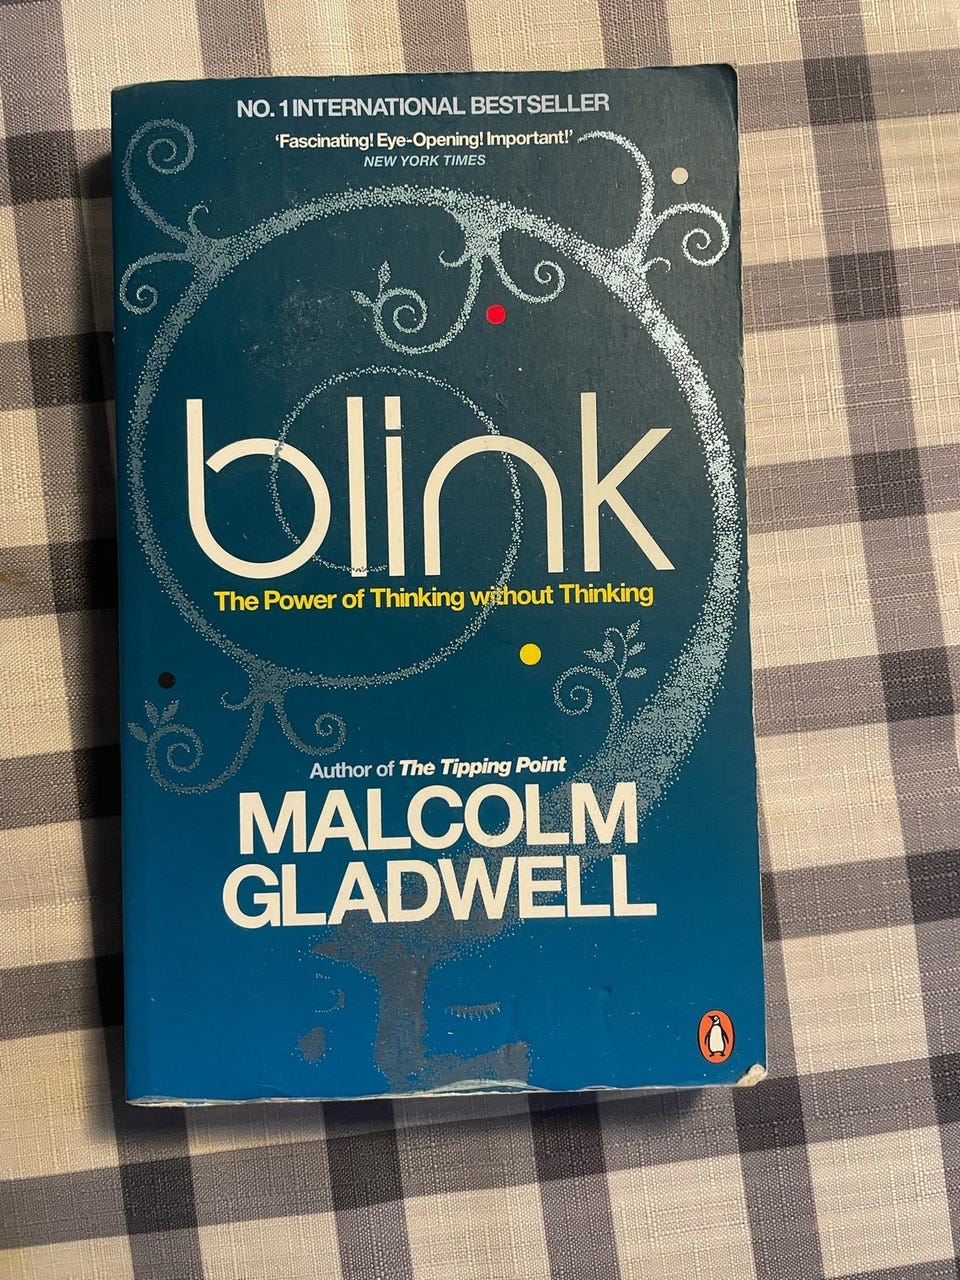 NO. 1 INTERNATIONAL BESTSELLER
'Fascinating! Eye-Opening! Important!'
NEW YORK TIMES
blink
The Power of Thinking without Thinking
Author of The Tipping Point
MALCOLM
GLADWELL